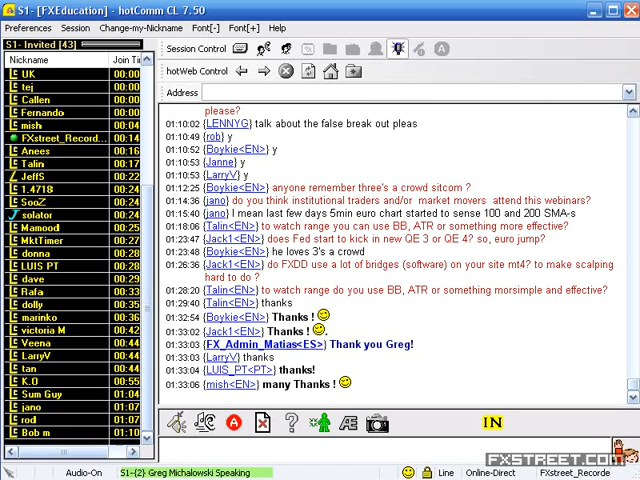 S1- [FXEducation] - hotComm CL 7.50
Preferences Session Change-my-Nickname Font[-] Font[+] Help
S1- Invited [43]
Nickname Join Ti
UK 00:00
tej 00:00
Callen 00:00
Fernando 00:00
mish 00:04
FXstreet_Record... 00:14
Anees 00:16
Talin 00:17
JeffS 00:22
1.4718 00:24
SooZ 00:24
solator 00:24
Mamood 00:26
MktTimer 00:27
donna 00:28
LUIS PT 00:28
dave 00:29
Rafa 00:33
dolly 00:35
marinko 00:36
victoria M 00:42
Veena 00:44
LarryV 00:44
tan 00:44
K.O 00:55
Sum Guy 01:04
jano 01:07
rod 01:07
Bob m 01:10
Session Control
hotWeb Control
Address
please?
01:10:02 {LENNYG} talk about the false break out pleas
01:10:49 {rob} y
01:10:52 {Boykie<EN>} y
01:10:53 {Janne} y
01:10:53 {LarryV} y
01:12:25 {Boykie<EN>} anyone remember three's a crowd sitcom ?
01:14:36 {jano} do you think institutional traders and/or market movers attend this webinars?
01:15:40 {jano} I mean last few days 5min euro chart started to sense 100 and 200 SMA-s
01:18:06 {Talin<EN>} to watch range you can use BB, ATR or something more effective?
01:23:47 {Jack1<EN>} does Fed start to kick in new QE 3 or QE 4? so, euro jump?
01:23:48 {Boykie<EN>} he loves 3's a crowd
01:26:36 {Jack1<EN>} do FXDD use a lot of bridges (software) on your site mt4? to make scalping
hard to do ?
01:28:20 {Talin<EN>} to watch range do you use BB, ATR or something morsimple and effective?
01:29:40 {Talin<EN>} thanks
01:32:54 {Boykie<EN>} Thanks !
01:33:02 {Jack1<EN>} Thanks ! .
01:33:03 {FX_Admin_Matias<ES>} Thank you Greg!
01:33:03 {LarryV} thanks
01:33:03 {LUIS_PT<PT>} thanks!
01:33:06 {mish<EN>} many Thanks !
A ? Æ IN
FXSTREET.COM
Audio-On S1-{2} Greg Michalowski Speaking Line Online-Direct FXstreet_Recorde